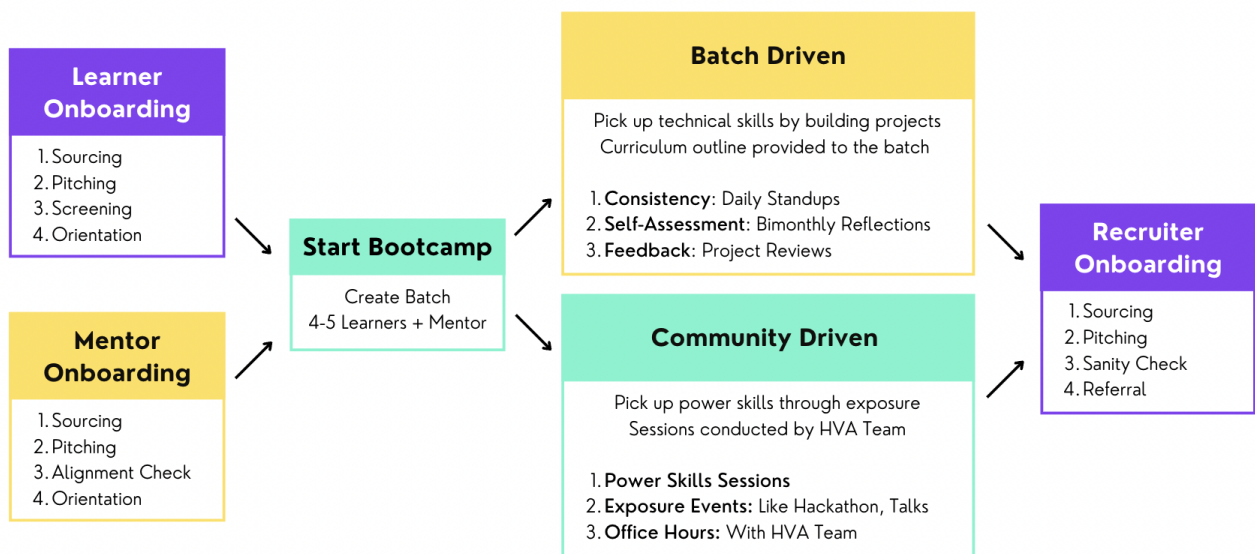 Learner
Onboarding
1. Sourcing
2. Pitching
3. Screening
4. Orientation
Mentor
Onboarding
1. Sourcing
2. Pitching
3. Alignment Check
4. Orientation
Start Bootcamp
Create Batch
4-5 Learners + Mentor
Batch Driven
Pick up technical skills by building projects
Curriculum outline provided to the batch
1. Consistency: Daily Standups
2. Self-Assessment: Bimonthly Reflections
3. Feedback: Project Reviews
Community Driven
Pick up power skills through exposure
Sessions conducted by HVA Team
1. Power Skills Sessions
2. Exposure Events: Like Hackathon, Talks
3. Office Hours: With HVA Team
Recruiter
Onboarding
1. Sourcing
2. Pitching
3. Sanity Check
4. Referral